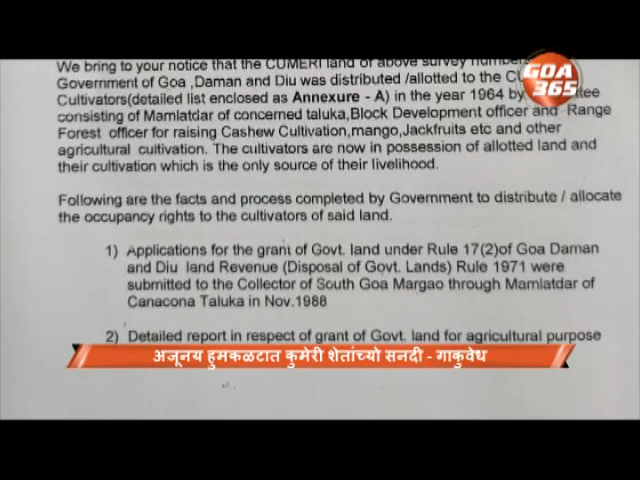 We bring to your notice that the CUMERI land of above survey numbers
Government of Goa ,Daman and Diu was distributed /allotted to the
Cultivators(detailed list enclosed as Annexure - A) in the year 1964 by
consisting of Mamlatdar of concerned taluka,Block Development officer and Range
Forest officer for raising Cashew Cultivation,mango,Jackfruits etc and other
agricultural cultivation. The cultivators are now in possession of allotted land and
their cultivation which is the only source of their livelihood.
Following are the facts and process completed by Government to distribute / allocate
the occupancy rights to the cultivators of said land.
1) Applications for the grant of Govt. land under Rule 17(2)of Goa Daman
and Diu land Revenue (Disposal of Govt. Lands) Rule 1971 were
submitted to the Collector of South Goa Margao through Mamlatdar of
Canacona Taluka in Nov.1988
2) Detailed report in respect of grant of Govt. land for agricultural purpose
अजूनय हुमकळटात कुमेरी शेतांच्यो सनदी - गाकुवेध
GOA
365